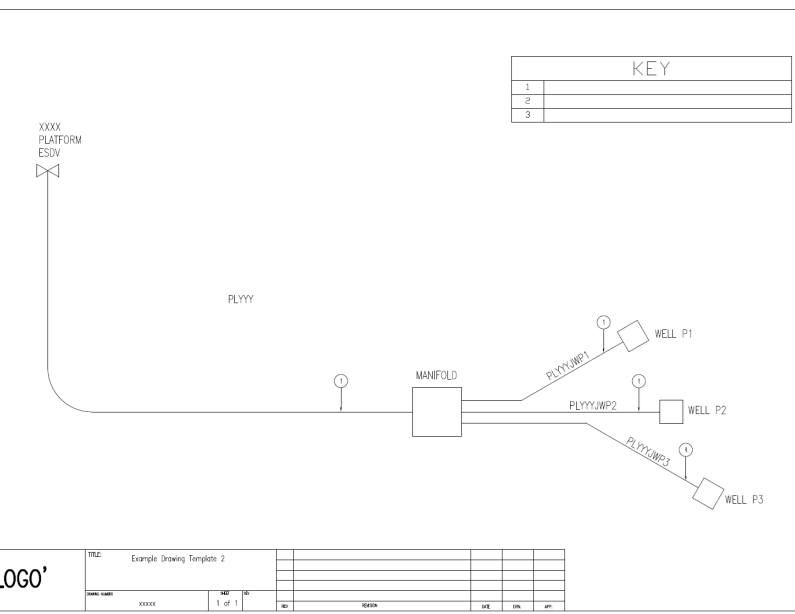 KEY
1
2
3
XXXX
PLATFORM
ESDV
PLYYY
1
WELL P1
PLYYYJWP1
MANIFOLD
1
1
PLYYYJWP2
WELL P2
PLYYYJWP3
1
WELL P3
LOGO'
TITLE:
Example Drawing Template 2
DRAWING NUMBER
SHEET
REV
xxxxx
1 of 1
REV
REVISION
DATE
DRN.
APP.